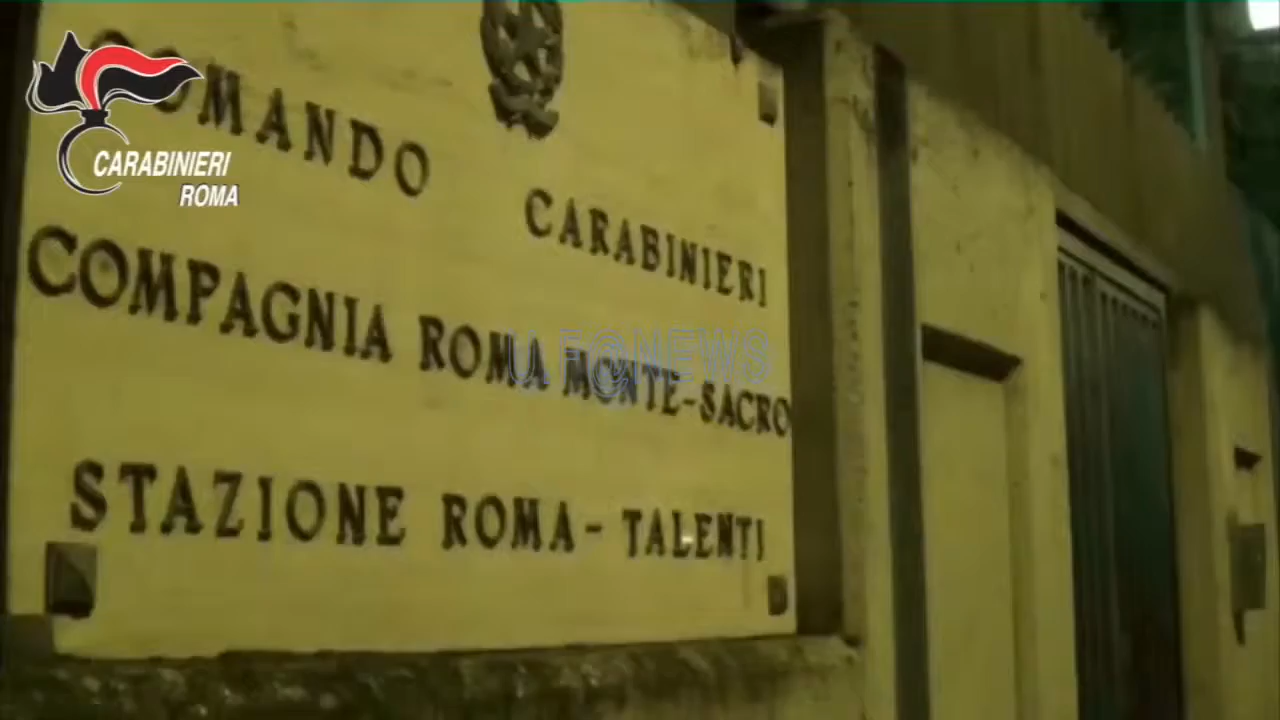 CARABINIERI
ROMA
COMANDO CARABINIERI
COMPAGNIA ROMA MONTE-SACRO
STAZIONE ROMA-TALENTI